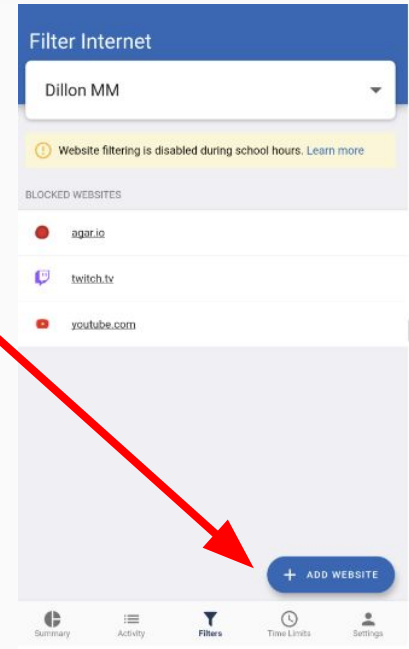 Filter Internet
Dillon MM
Website filtering is disabled during school hours. Learn more
BLOCKED WEBSITES
agar.io
twitch.tv
youtube.com
+ ADD WEBSITE
Summary Activity Filters Time Limits Settings